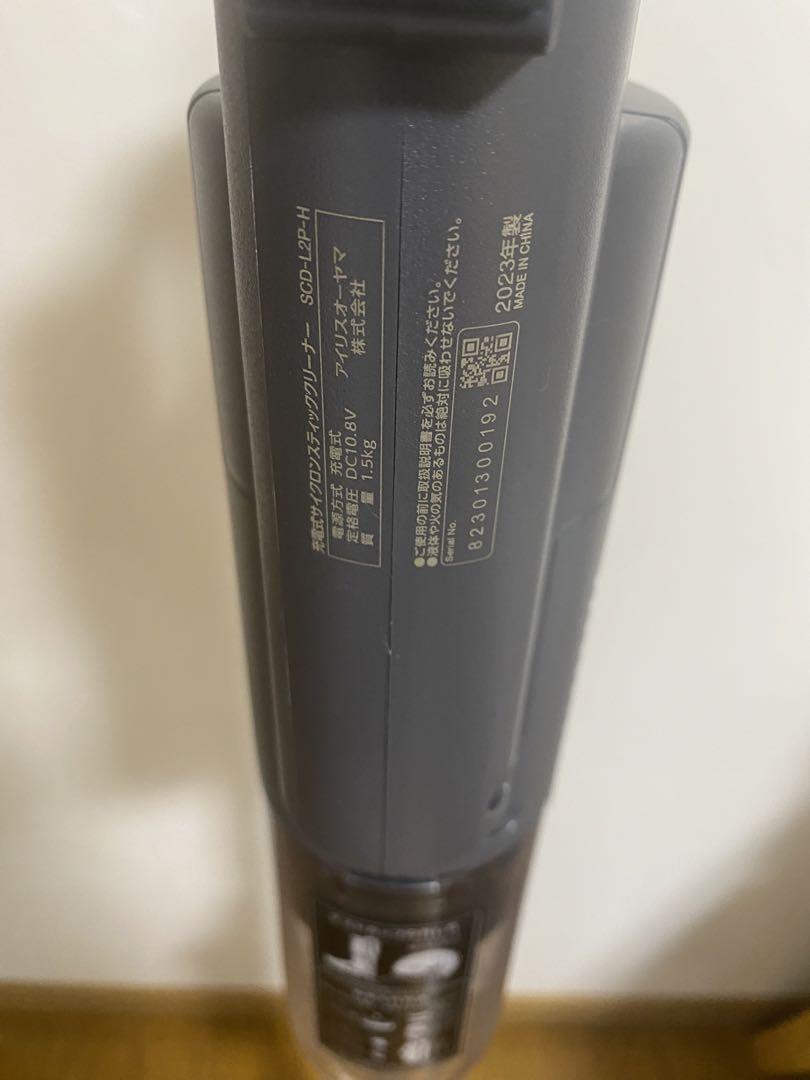 充電式サイクロンスティッククリーナー SCD-L2P-H
電源方式 充電式
定格電圧 DC10.8V
質量 1.5kg
アイリスオーヤマ
株式会社
●ご使用の前に取扱説明書を必ずお読みください。
●液体や火の気のあるものは絶対に吸わせないでください。
Serial No.
82301300192
2023年製
MADE IN CHINA